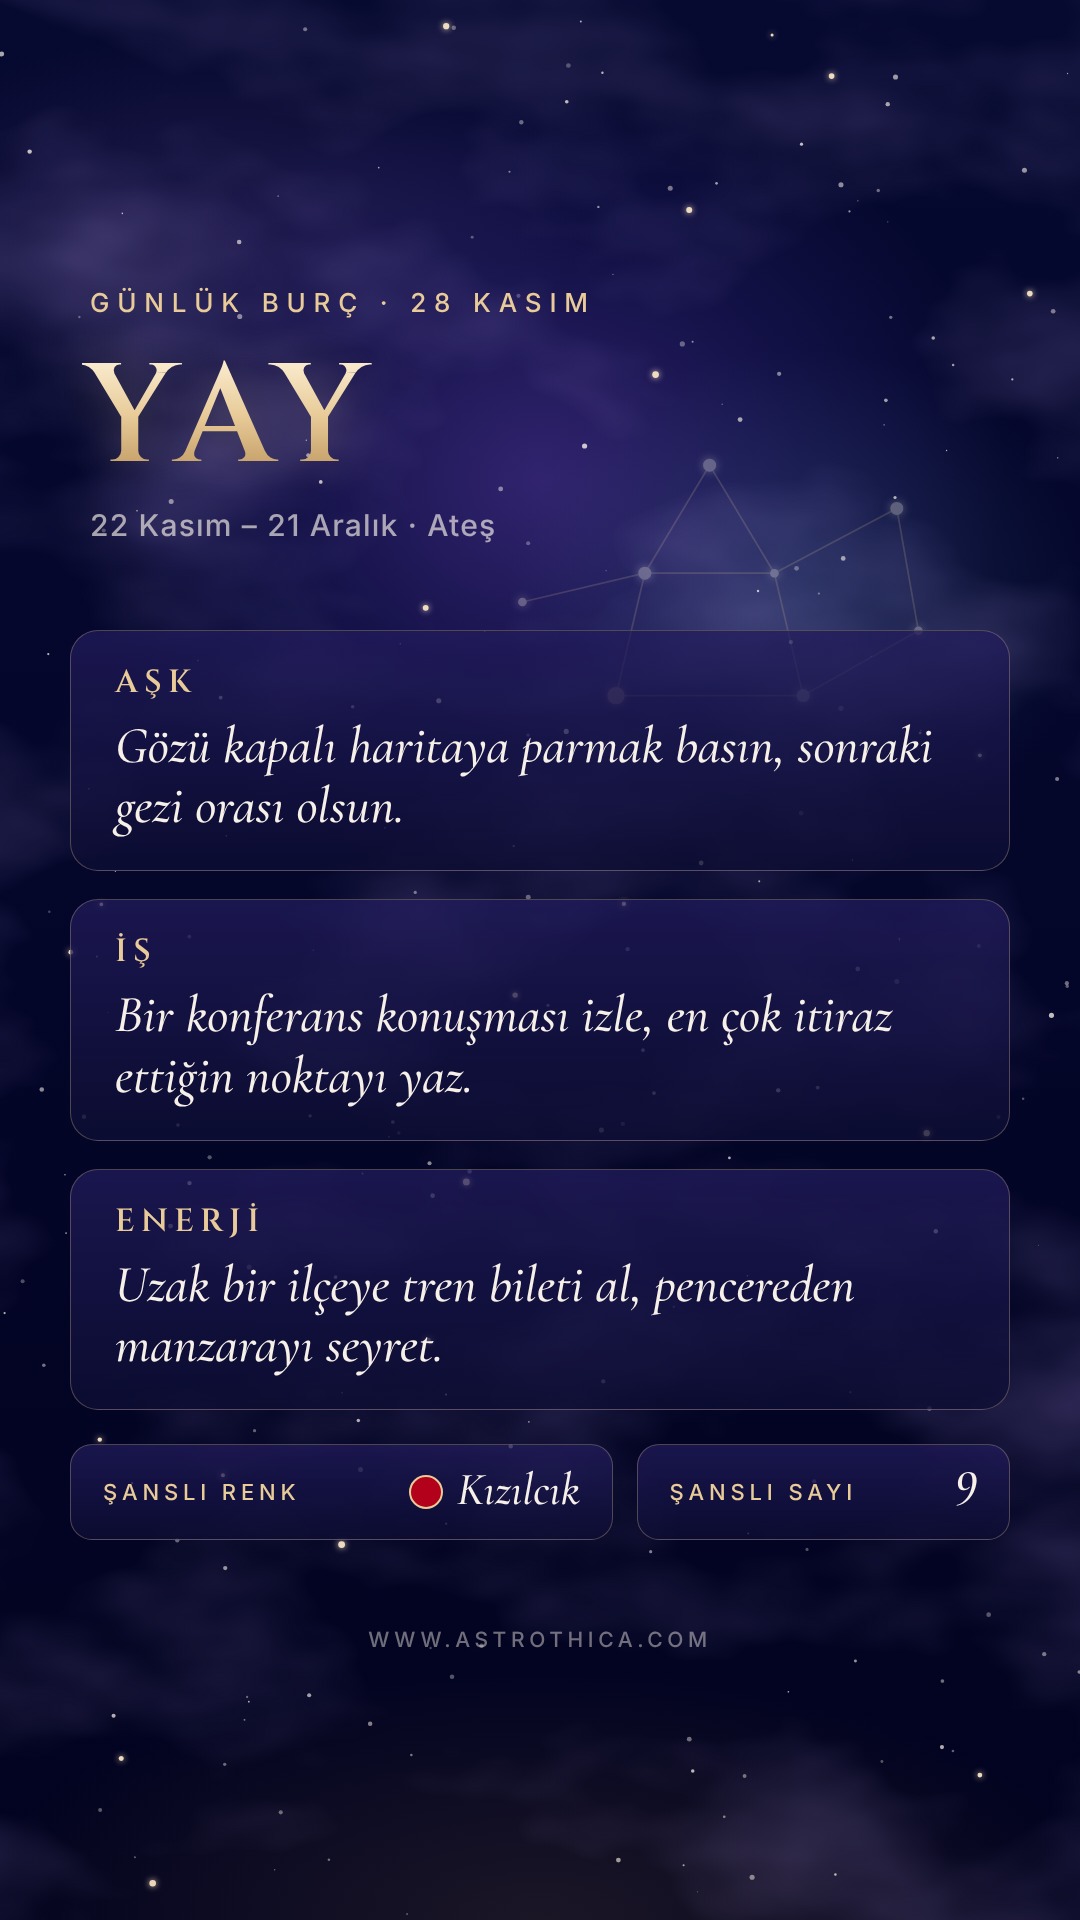 GÜNLÜK BURÇ · 28 KASIM
YAY
22 Kasım – 21 Aralık · Ateş
AŞK
Gözü kapalı haritaya parmak basın, sonraki
gezi orası olsun.
İŞ
Bir konferans konuşması izle, en çok itiraz
ettiğin noktayı yaz.
ENERJİ
Uzak bir ilçeye tren bileti al, pencereden
manzarayı seyret.
ŞANSLI RENK Kızılcık
ŞANSLI SAYI 9
WWW.ASTROTHICA.COM